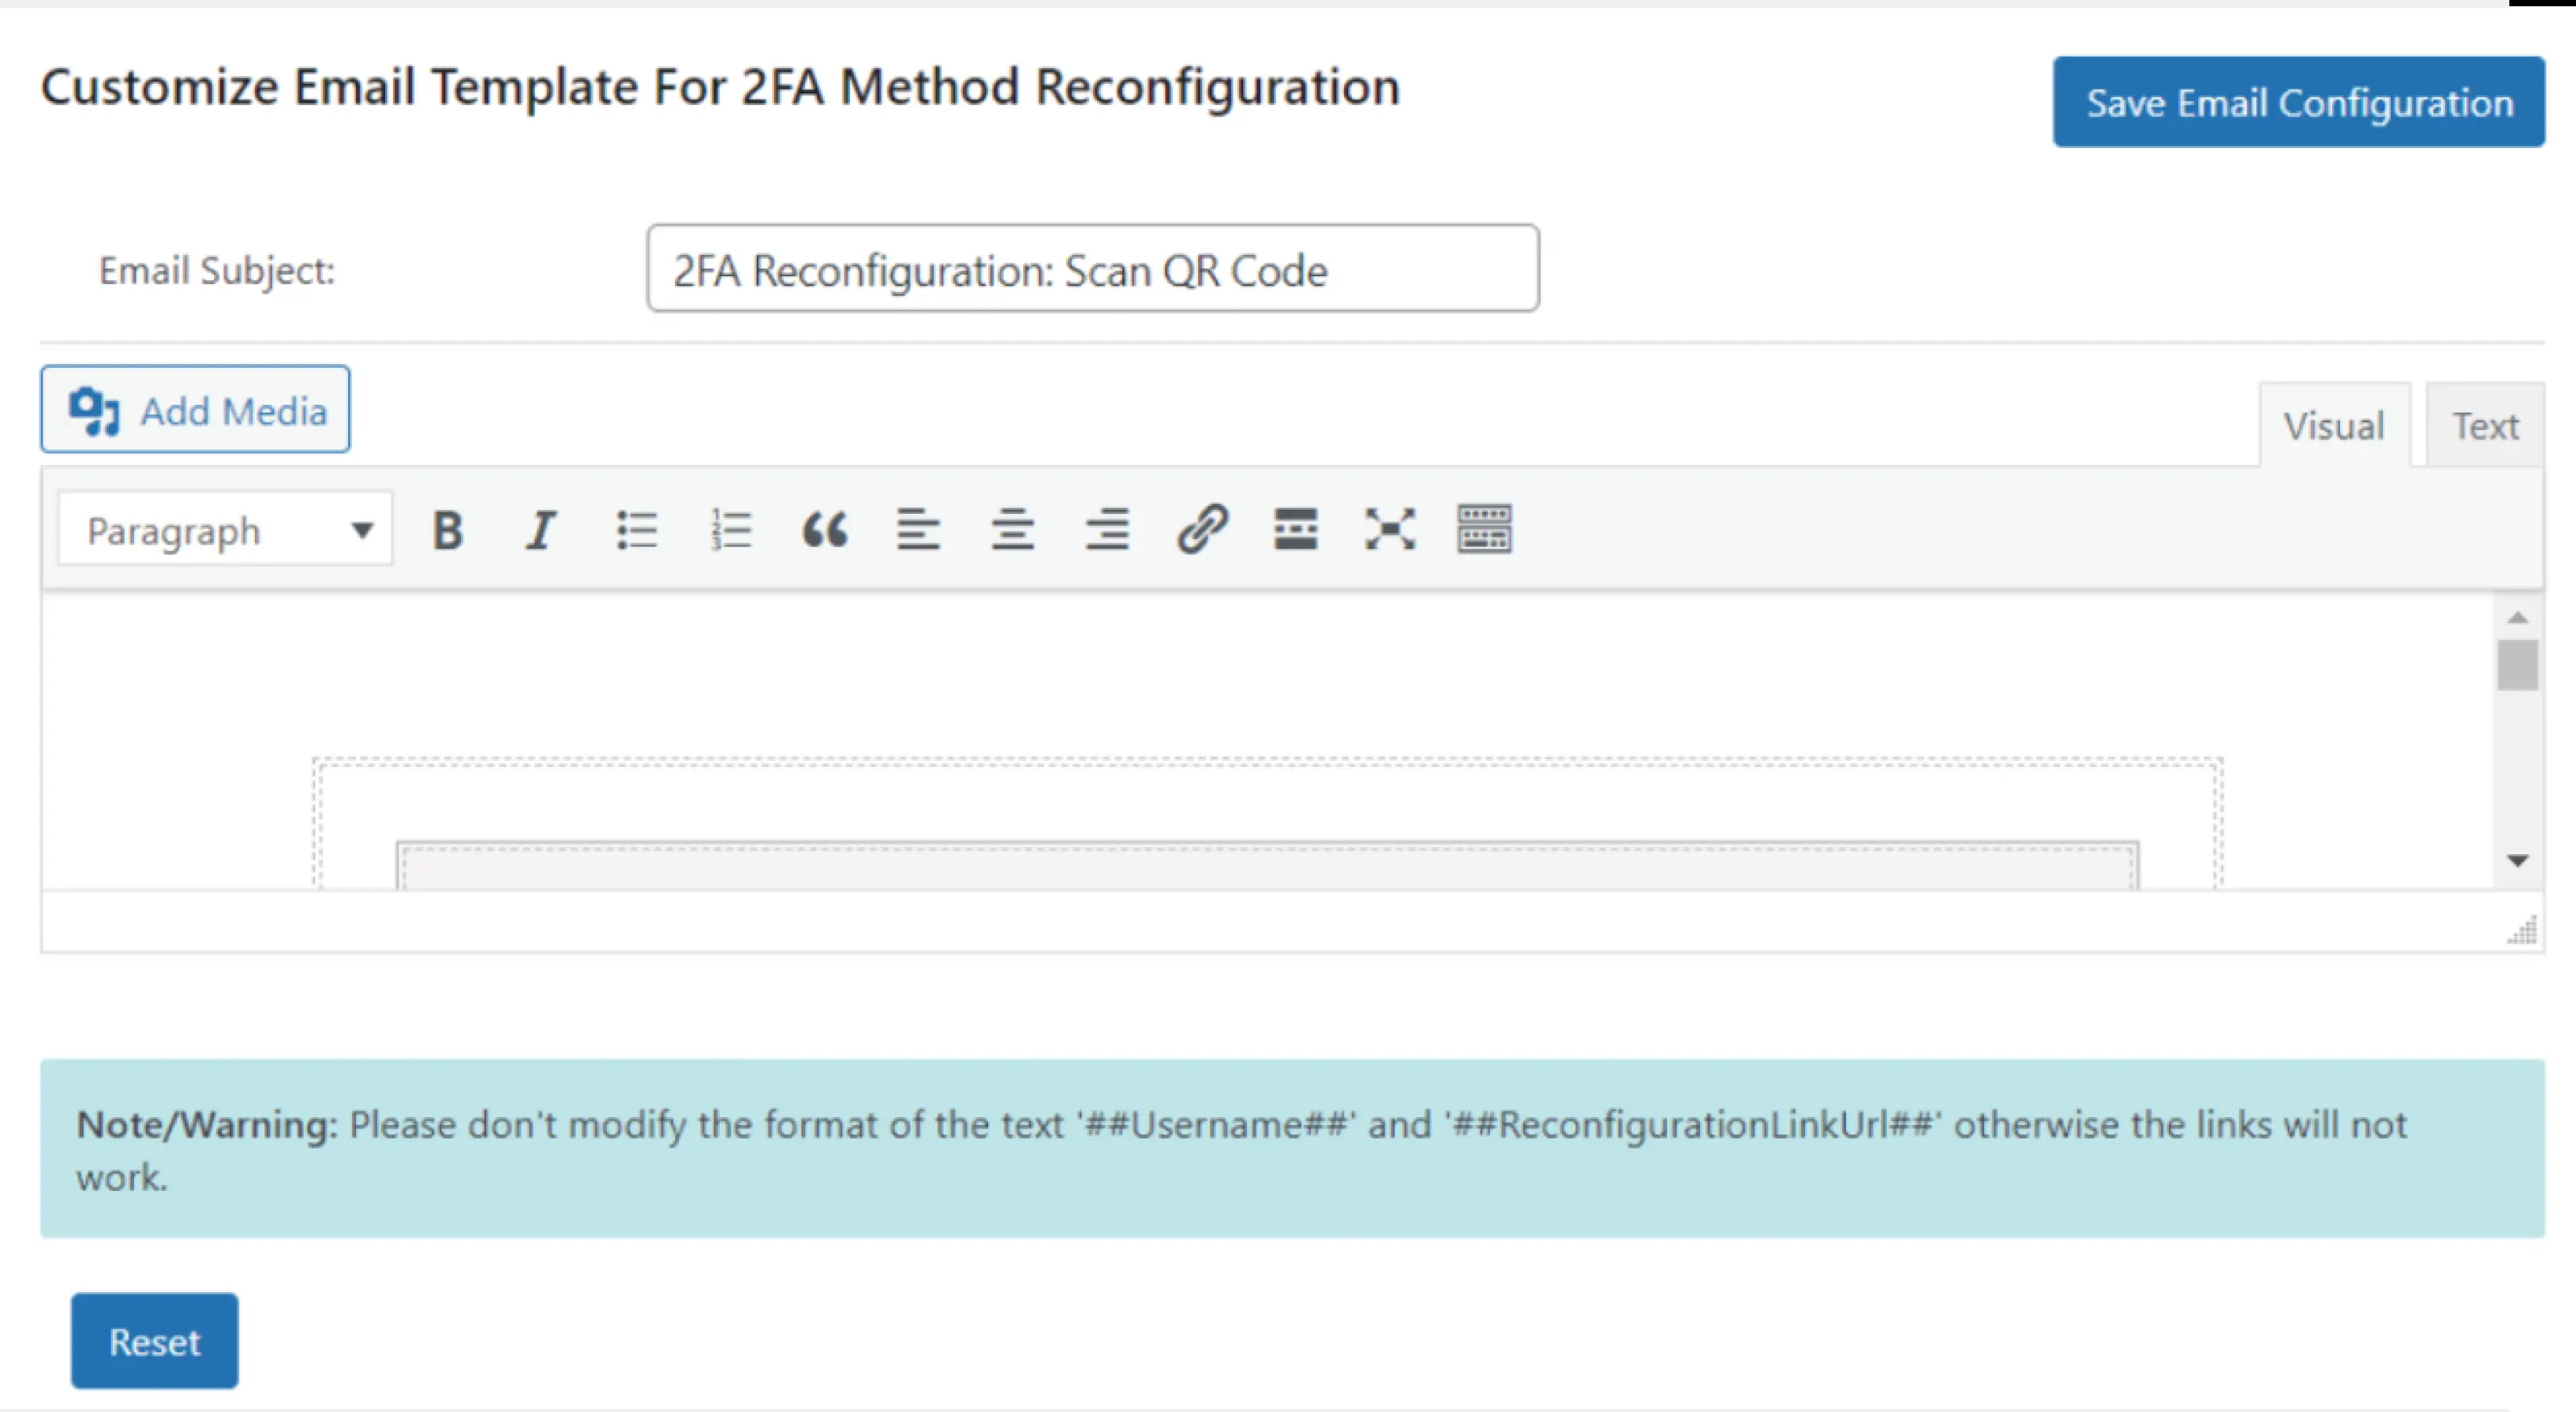 Customize Email Template For 2FA Method Reconfiguration
Save Email Configuration
Email Subject:
2FA Reconfiguration: Scan QR Code
Add Media
Visual
Text
Paragraph
B
I
Note/Warning: Please don't modify the format of the text '##Username##' and '##ReconfigurationLinkUrl##' otherwise the links will not
work.
Reset